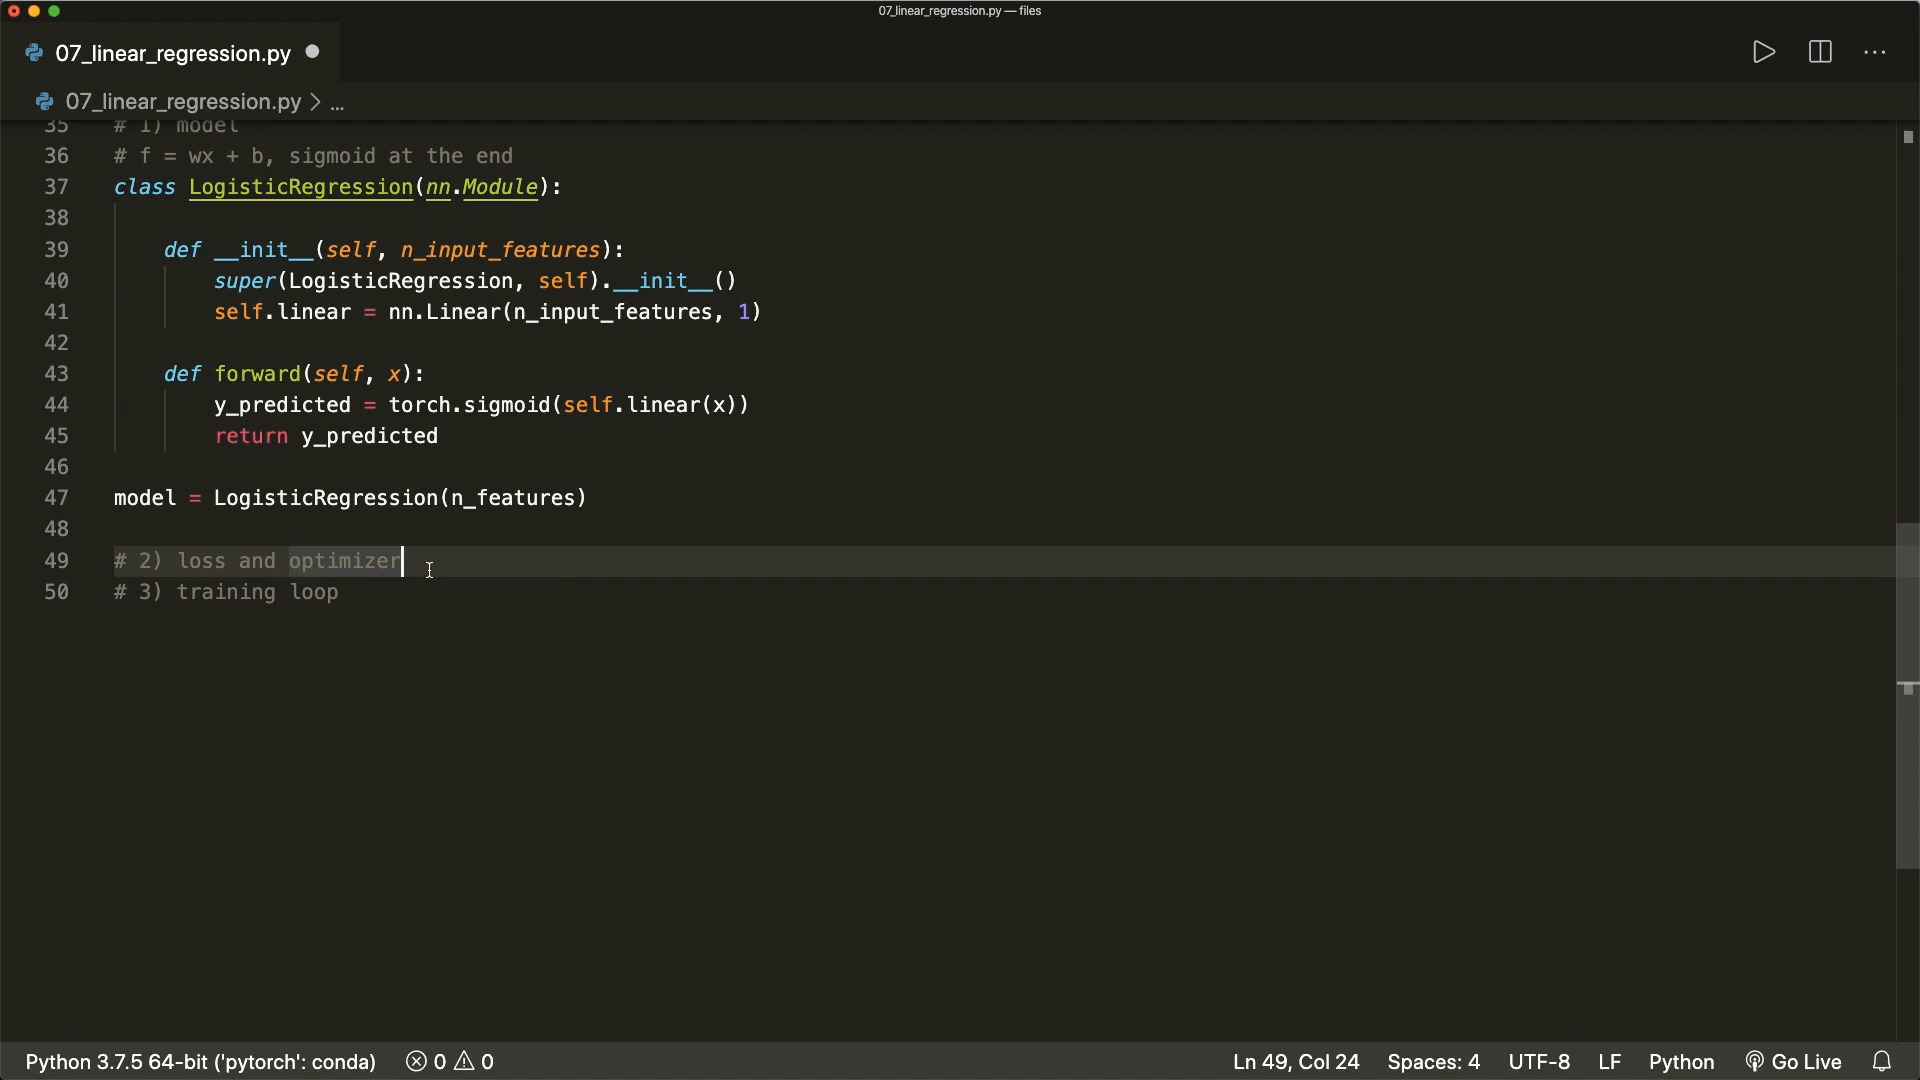 07_linear_regression.py — files
07_linear_regression.py
07_linear_regression.py > ...
35 # 1) model
36 # f = wx + b, sigmoid at the end
37 class LogisticRegression(nn.Module):
38
39 def __init__(self, n_input_features):
40 super(LogisticRegression, self).__init__()
41 self.linear = nn.Linear(n_input_features, 1)
42
43 def forward(self, x):
44 y_predicted = torch.sigmoid(self.linear(x))
45 return y_predicted
46
47 model = LogisticRegression(n_features)
48
49 # 2) loss and optimizer
50 # 3) training loop
Python 3.7.5 64-bit ('pytorch': conda) 0 0 Ln 49, Col 24 Spaces: 4 UTF-8 LF Python Go Live